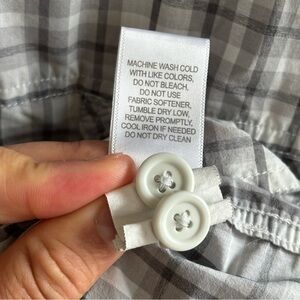 MACHINE WASH COLD
WITH LIKE COLORS,
DO NOT BLEACH.
DO NOT USE
FABRIC SOFTENER,
TUMBLE DRY LOW,
REMOVE PROMPTLY,
COOL IRON IF NEEDED
DO NOT DRY CLEAN